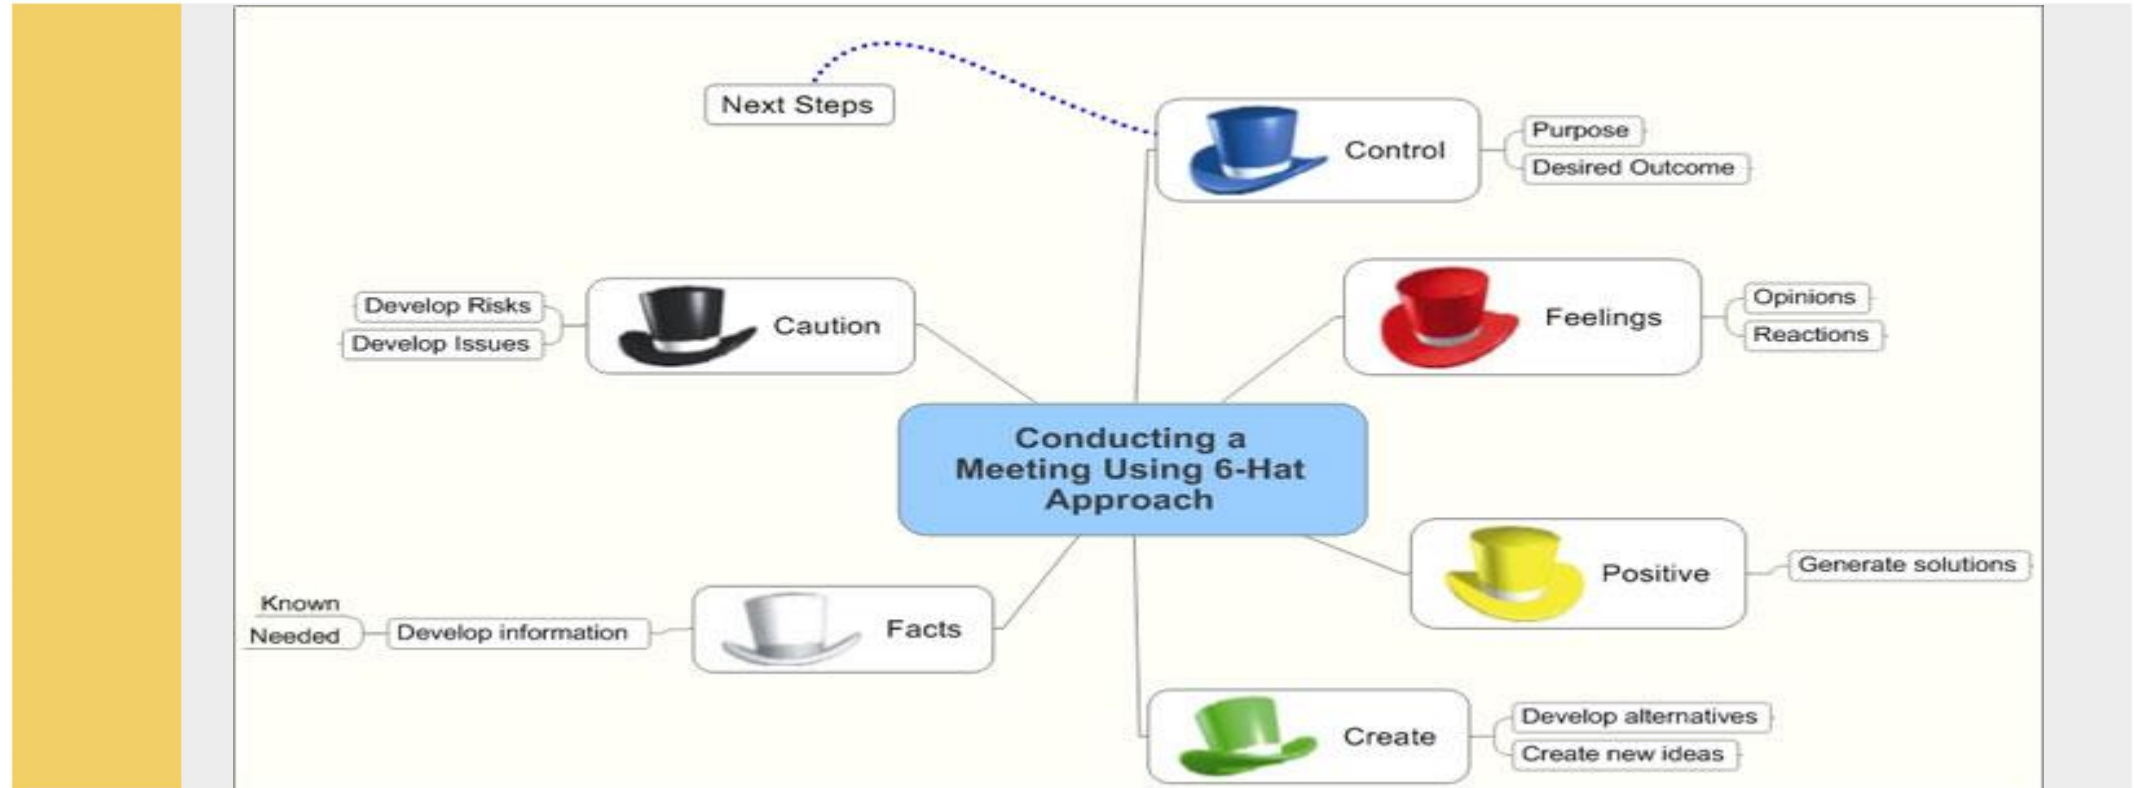 Next Steps
Control
Purpose
Desired Outcome
Develop Risks
Develop Issues
Caution
Feelings
Opinions
Reactions
Conducting a
Meeting Using 6-Hat
Approach
Positive
Generate solutions
Known
Needed
Develop information
Facts
Create
Develop alternatives
Create new ideas